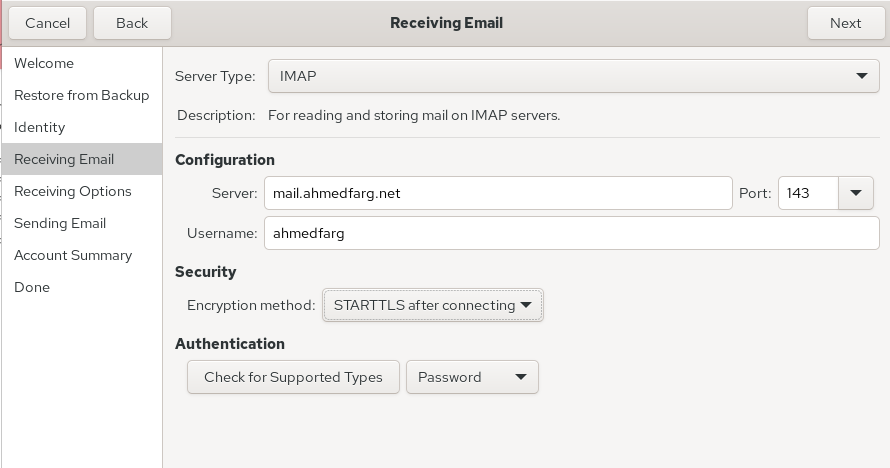 Cancel Back Receiving Email Next
Welcome
Restore from Backup
Identity
Receiving Email
Receiving Options
Sending Email
Account Summary
Done
Server Type: IMAP
Description: For reading and storing mail on IMAP servers.
Configuration
Server: mail.ahmedfarg.net Port: 143
Username: ahmedfarg
Security
Encryption method: STARTTLS after connecting
Authentication
Check for Supported Types Password